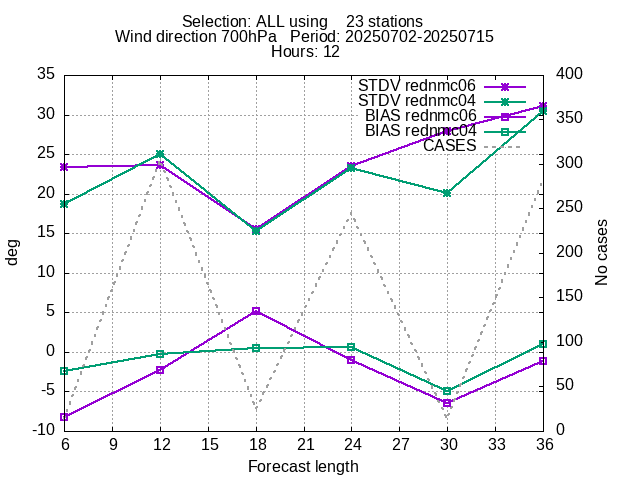 Selection: ALL using    23 stations
Wind direction 700hPa   Period: 20250702-20250715
Hours: 12
STDV rednmc06
STDV rednmc04
BIAS rednmc06
BIAS rednmc04
CASES
35
30
25
20
15
10
5
0
-5
-10
deg
400
350
300
250
200
150
100
50
0
No cases
6 9 12 15 18 21 24 27 30 33 36
Forecast length